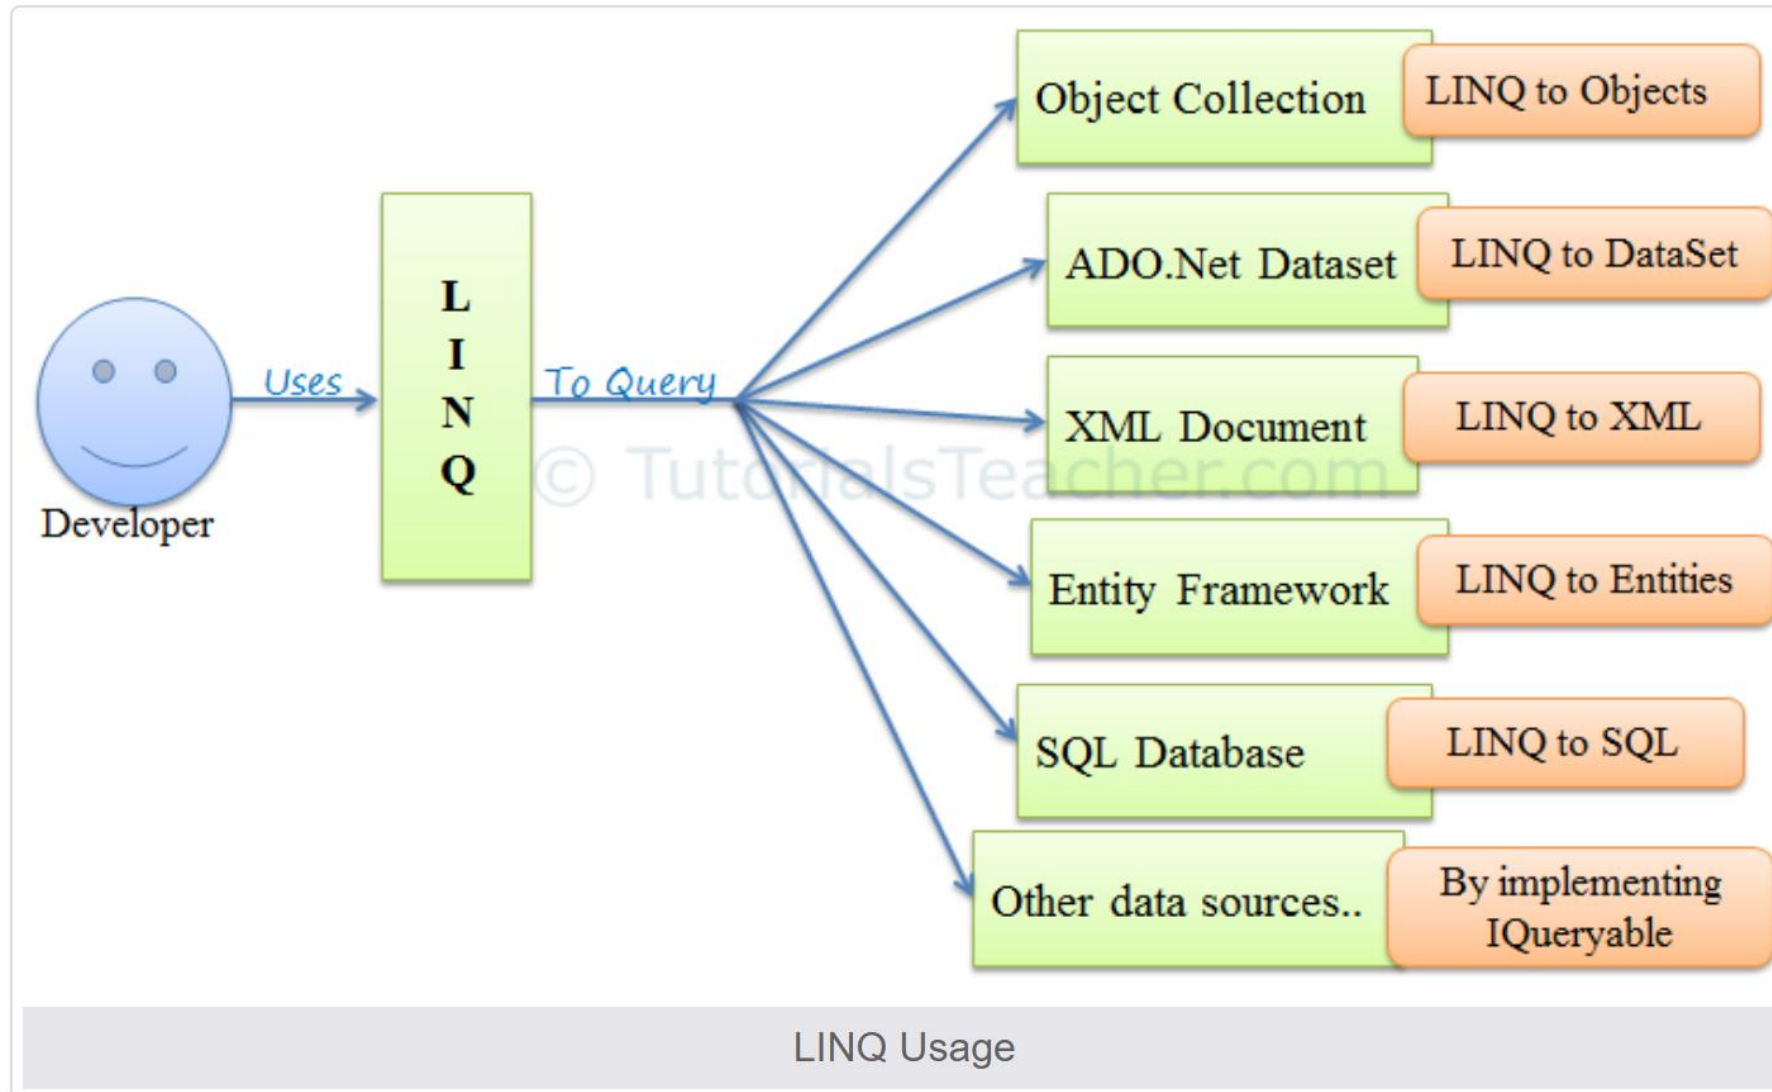 Object Collection
LINQ to Objects
ADO.Net Dataset
LINQ to DataSet
L
I
N
Q
Uses
To Query
XML Document
LINQ to XML
© TutorialsTeacher.com
Developer
Entity Framework
LINQ to Entities
SQL Database
LINQ to SQL
Other data sources..
By implementing
IQueryable
LINQ Usage